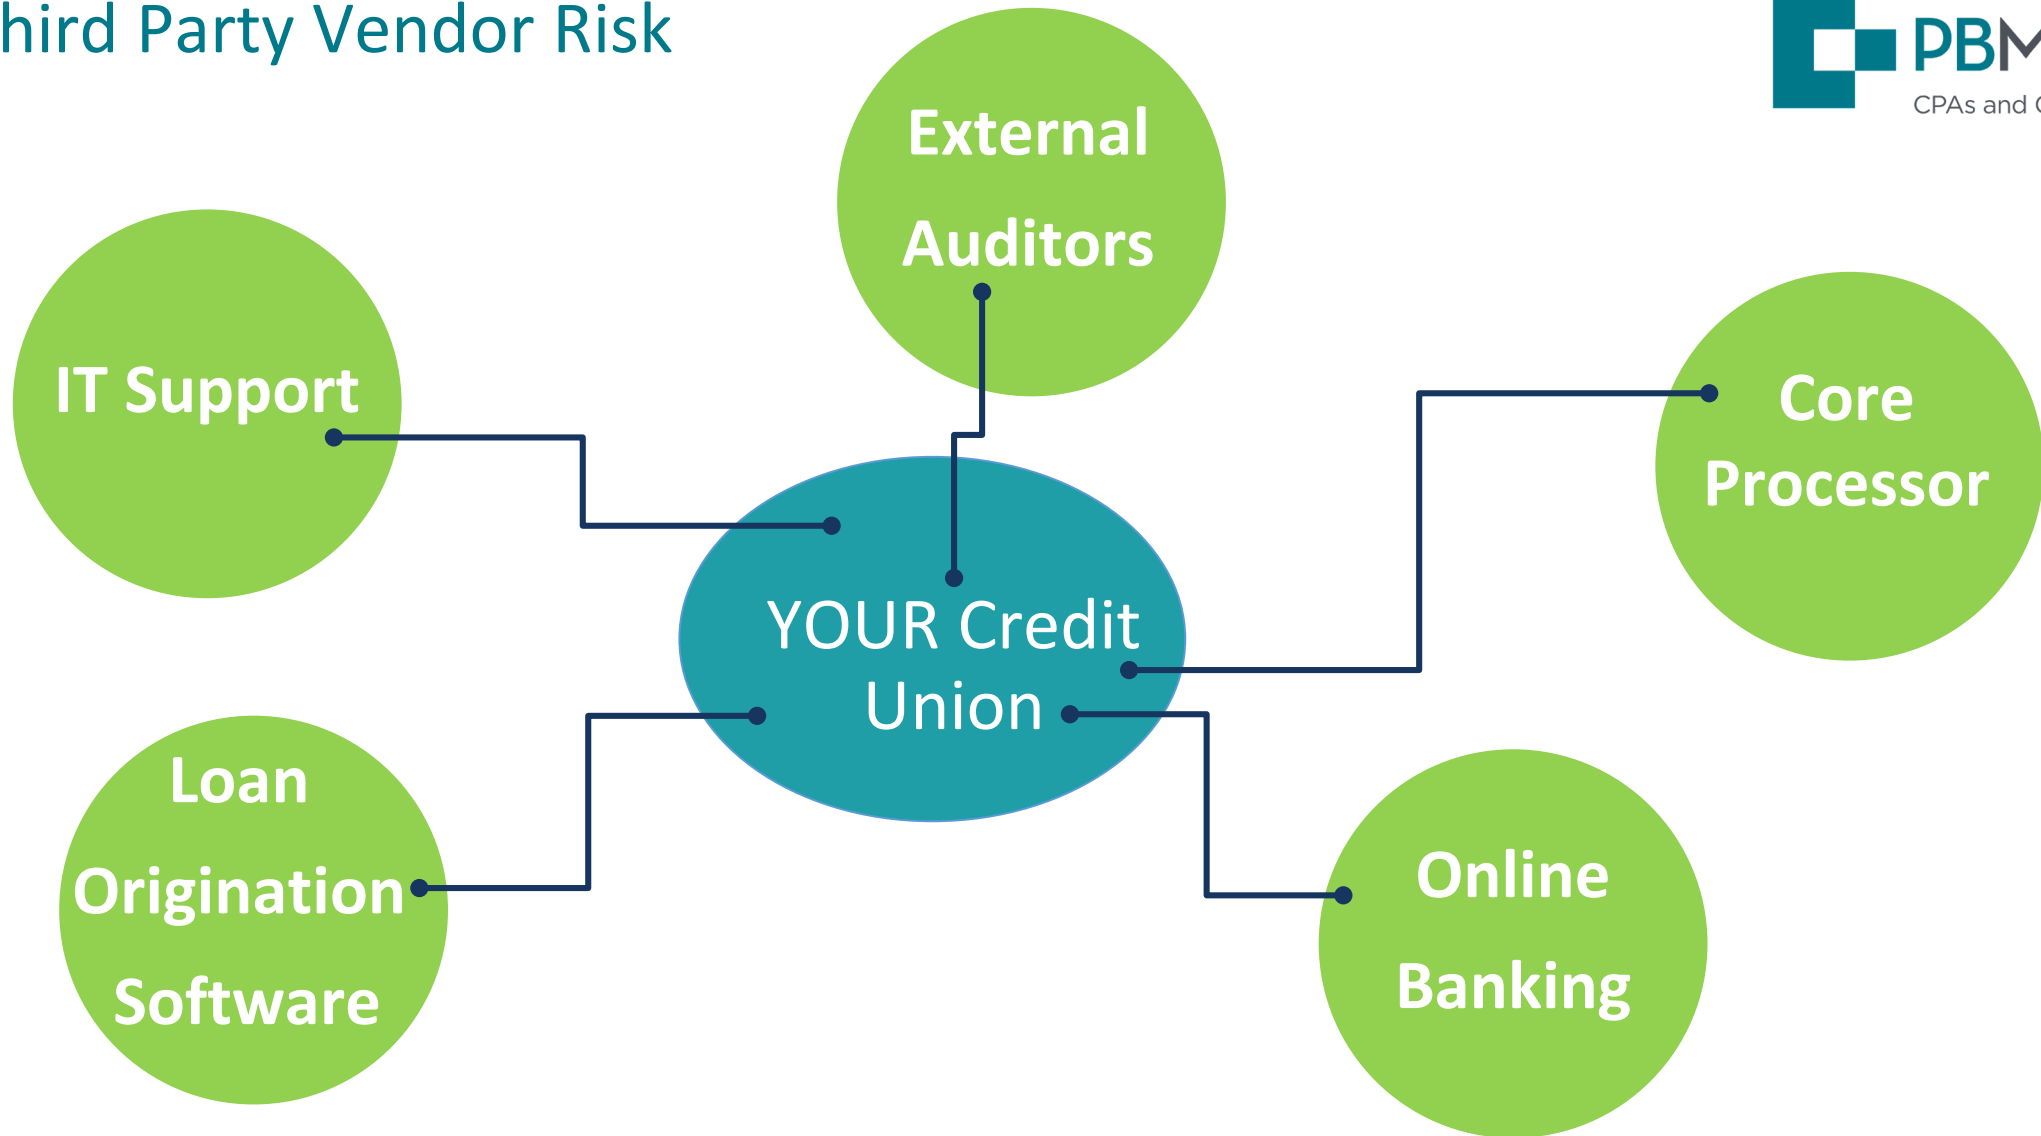 hird Party Vendor Risk
PBM
CPAs and
External
Auditors
IT Support
Core
Processor
YOUR Credit
Union
Loan
Origination
Software
Online
Banking